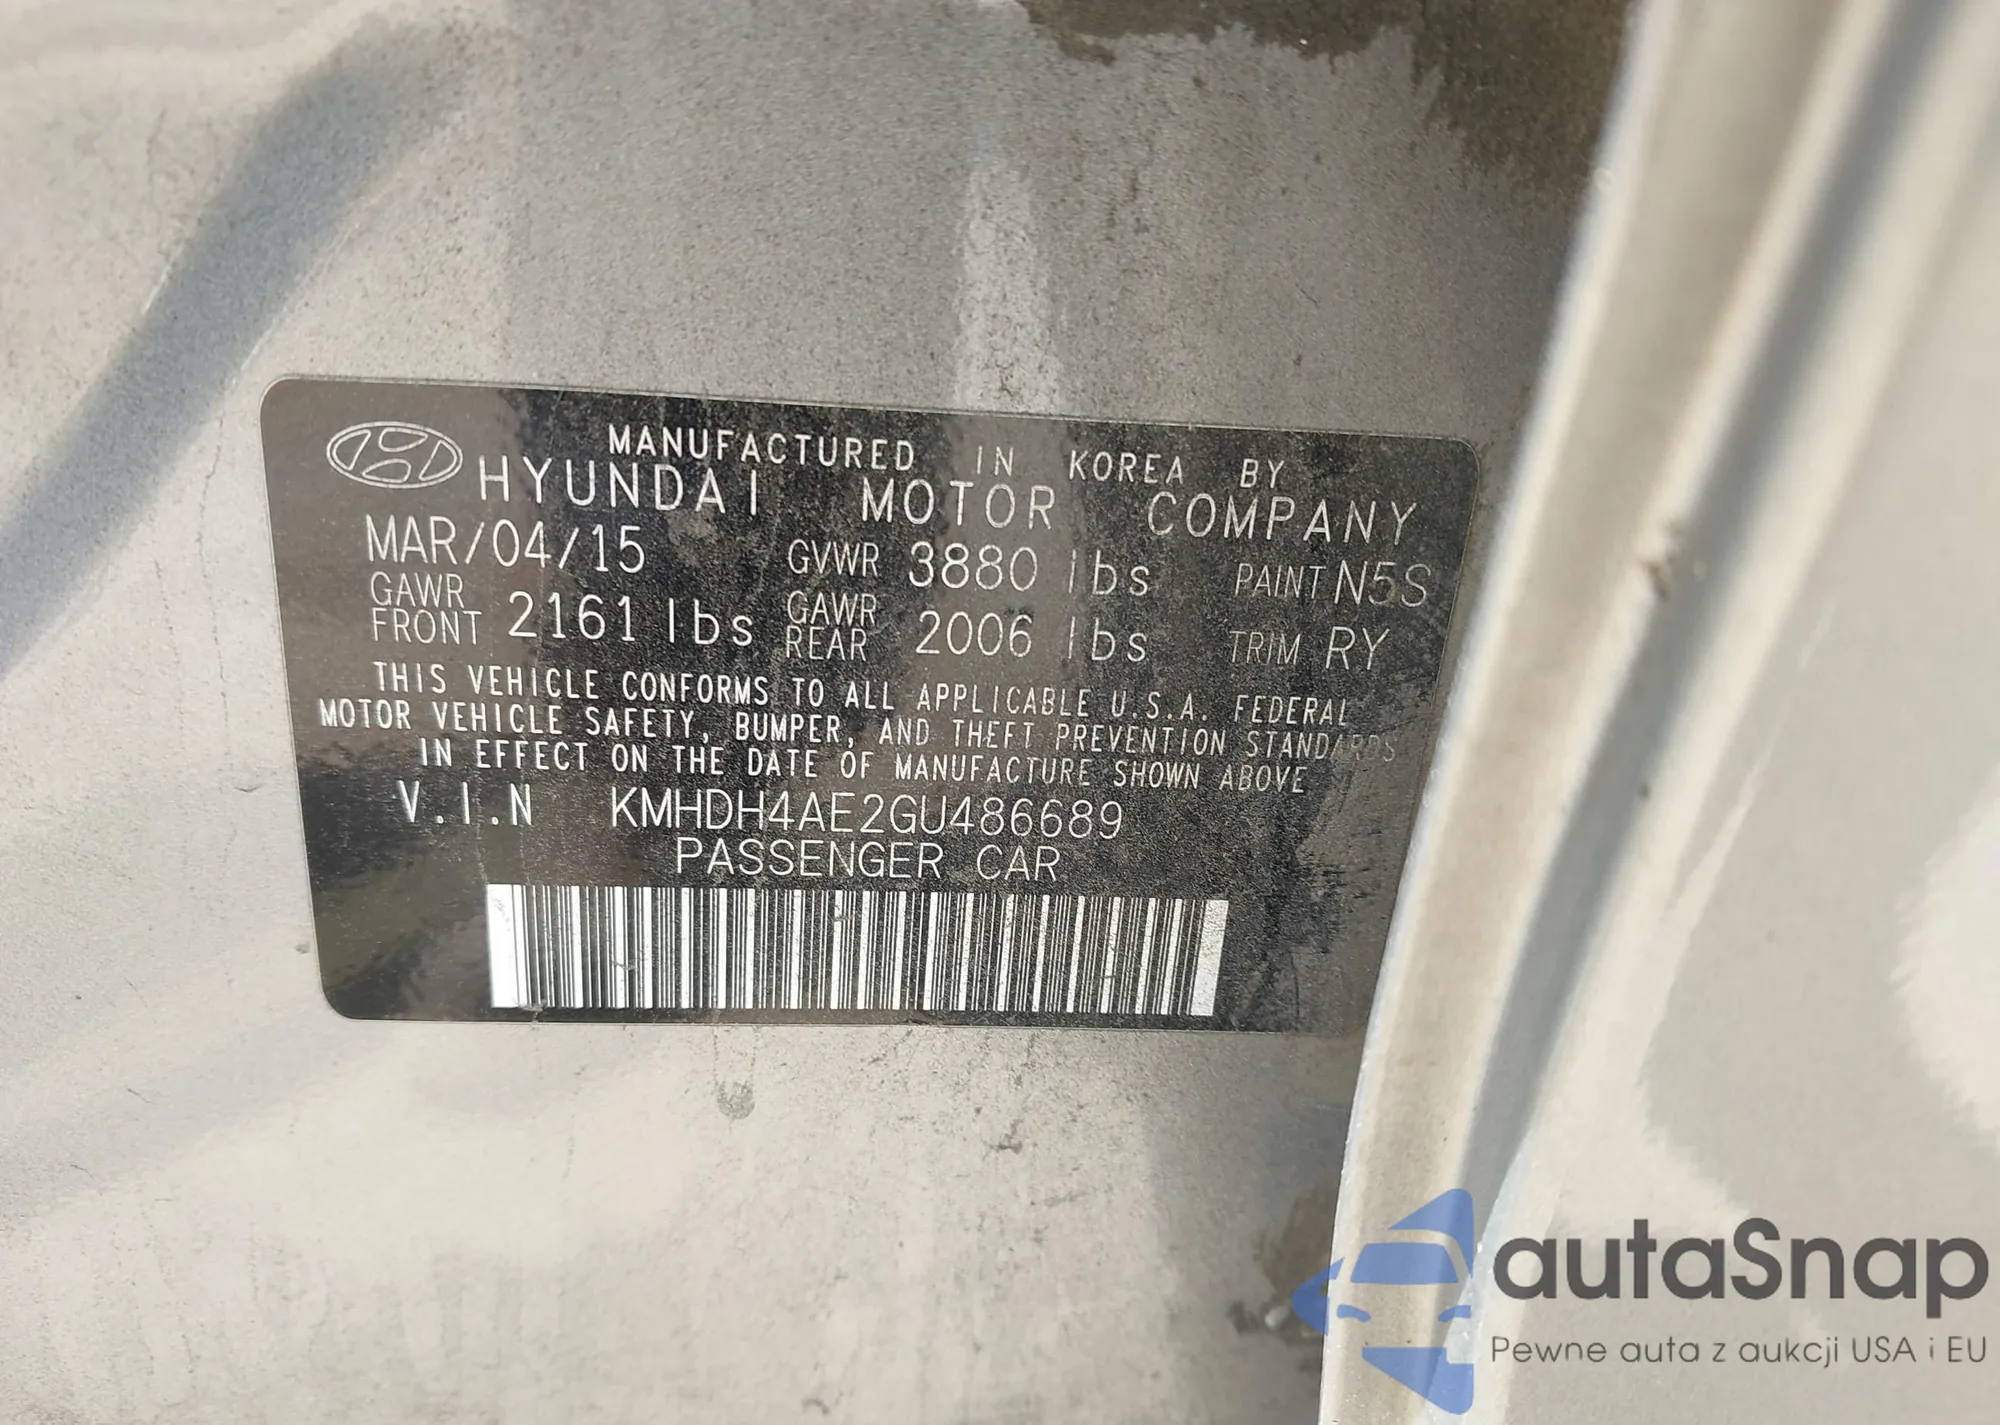 MANUFACTURED IN KOREA BY
HYUNDAI MOTOR COMPANY
MAR/04/15 GVWR 3880 lbs PAINT N5S
GAWR FRONT 2161 lbs GAWR REAR 2006 lbs TRIM RY
THIS VEHICLE CONFORMS TO ALL APPLICABLE U.S.A. FEDERAL
MOTOR VEHICLE SAFETY, BUMPER, AND THEFT PREVENTION STANDARDS
IN EFFECT ON THE DATE OF MANUFACTURE SHOWN ABOVE
V.I.N KMHDH4AE2GU486689
PASSENGER CAR
autaSnap
Pewne auta z aukcji USA i EU